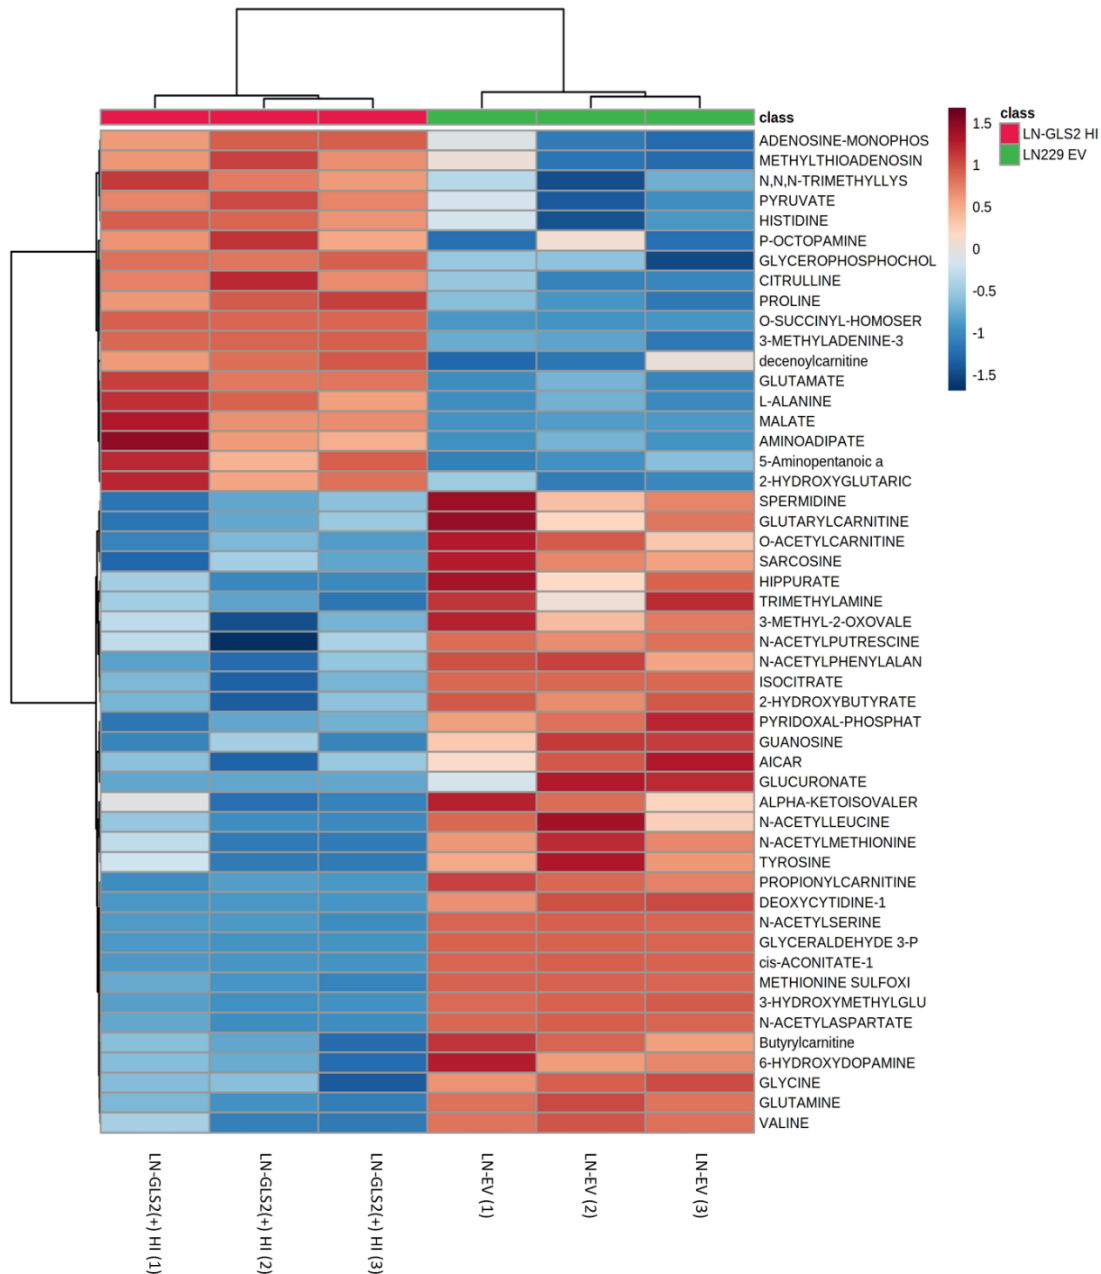 class
ADENOSINE-MONOPHOS
METHYLTHIOADENOSIN
N,N,N-TRIMETHYLLYS
PYRUVATE
HISTIDINE
P-OCTOPAMINE
GLYCEROPHOSPHOCHOL
CITRULLINE
PROLINE
O-SUCCINYL-HOMOSER
3-METHYLADENINE-3
decenoylcarnitine
GLUTAMATE
L-ALANINE
MALATE
AMINOADIPATE
5-Aminopentanoic a
2-HYDROXYGLUTARIC
SPERMIDINE
GLUTARYLCARNITINE
O-ACETYLCARNITINE
SARCOSINE
HIPPURATE
TRIMETHYLAMINE
3-METHYL-2-OXOVALE
N-ACETYLPUTRESCINE
N-ACETYLPHENYLALAN
ISOCITRATE
2-HYDROXYBUTYRATE
PYRIDOXAL-PHOSPHAT
GUANOSINE
AICAR
GLUCURONATE
ALPHA-KETOISOVALER
N-ACETYLLEUCINE
N-ACETYLMETHIONINE
TYROSINE
PROPIONYLCARNITINE
DEOXYCYTIDINE-1
N-ACETYLSERINE
GLYCERALDEHYDE 3-P
cis-ACONITATE-1
METHIONINE SULFOXI
3-HYDROXYMETHYLGLU
N-ACETYLASPARTATE
Butyrylcarnitine
6-HYDROXYDOPAMINE
GLYCINE
GLUTAMINE
VALINE
1.5
1
0.5
0
-0.5
-1
-1.5
class
LN-GLS2 HI
LN229 EV
LN-GLS2(+) HI (1)
LN-GLS2(+) HI (2)
LN-GLS2(+) HI (3)
LN-EV (1)
LN-EV (2)
LN-EV (3)